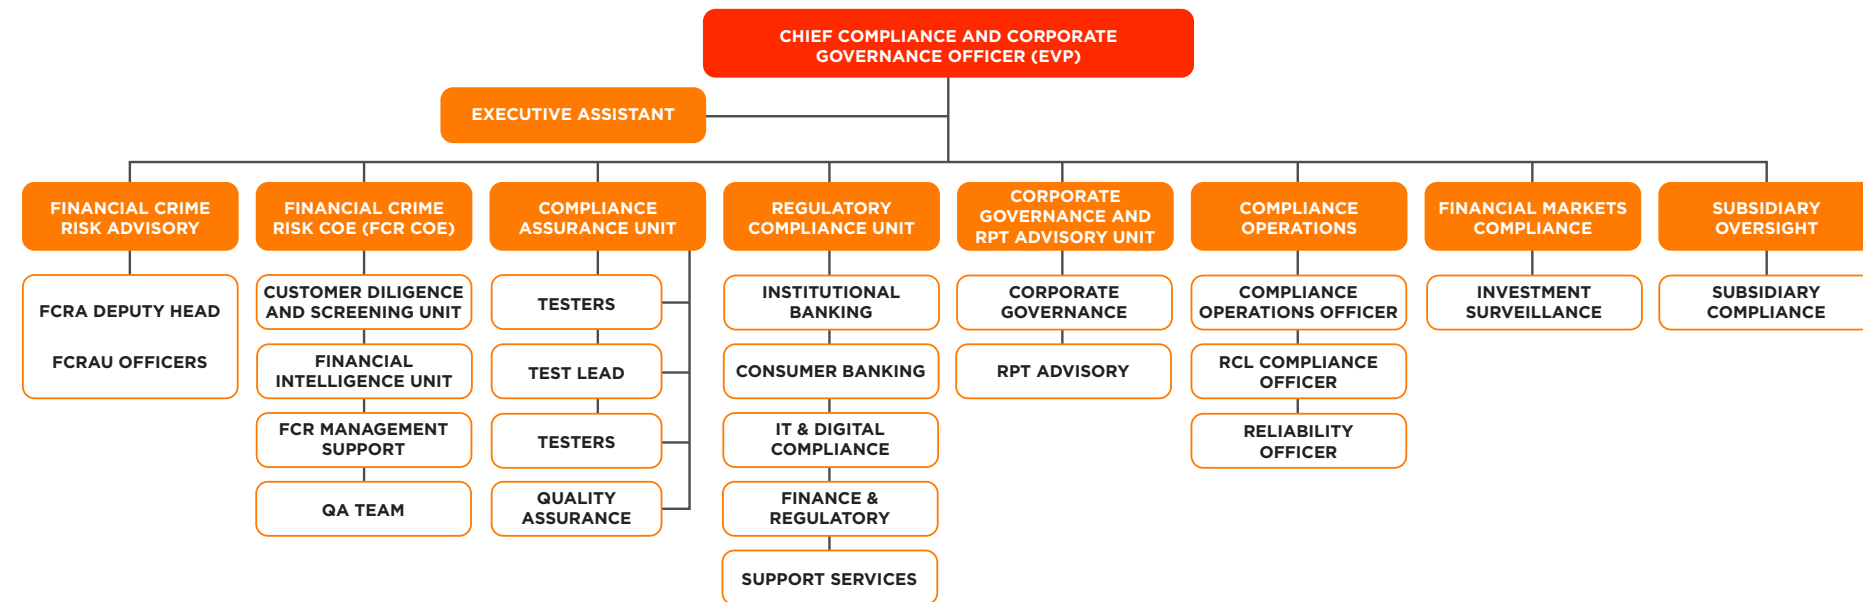 CHIEF COMPLIANCE AND CORPORATE
GOVERNANCE OFFICER (EVP)
EXECUTIVE ASSISTANT
FINANCIAL CRIME
RISK ADVISORY
FCRA DEPUTY HEAD
FCRAU OFFICERS
FINANCIAL CRIME
RISK COE (FCR COE)
CUSTOMER DILIGENCE
AND SCREENING UNIT
FINANCIAL
INTELLIGENCE UNIT
FCR MANAGEMENT
SUPPORT
QA TEAM
COMPLIANCE
ASSURANCE UNIT
TESTERS
TEST LEAD
TESTERS
QUALITY
ASSURANCE
REGULATORY
COMPLIANCE UNIT
INSTITUTIONAL
BANKING
CONSUMER BANKING
IT & DIGITAL
COMPLIANCE
FINANCE &
REGULATORY
SUPPORT SERVICES
CORPORATE
GOVERNANCE AND
RPT ADVISORY UNIT
CORPORATE
GOVERNANCE
RPT ADVISORY
COMPLIANCE
OPERATIONS
COMPLIANCE
OPERATIONS OFFICER
RCL COMPLIANCE
OFFICER
RELIABILITY
OFFICER
FINANCIAL MARKETS
COMPLIANCE
INVESTMENT
SURVEILLANCE
SUBSIDIARY
OVERSIGHT
SUBSIDIARY
COMPLIANCE